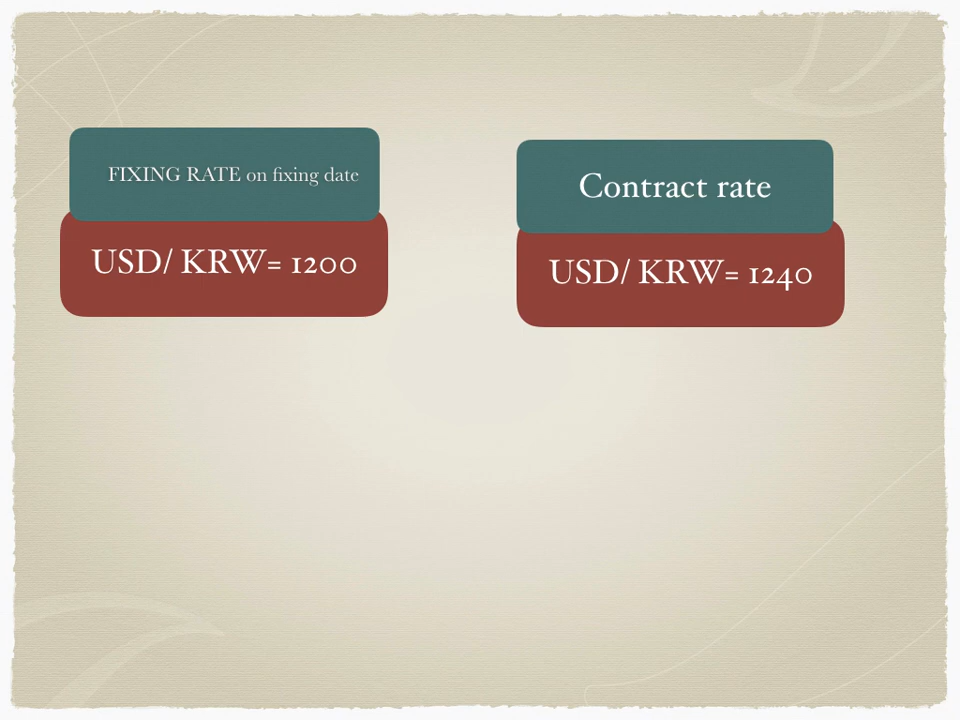 FIXING RATE on fixing date
USD/ KRW= 1200
Contract rate
USD/ KRW= 1240